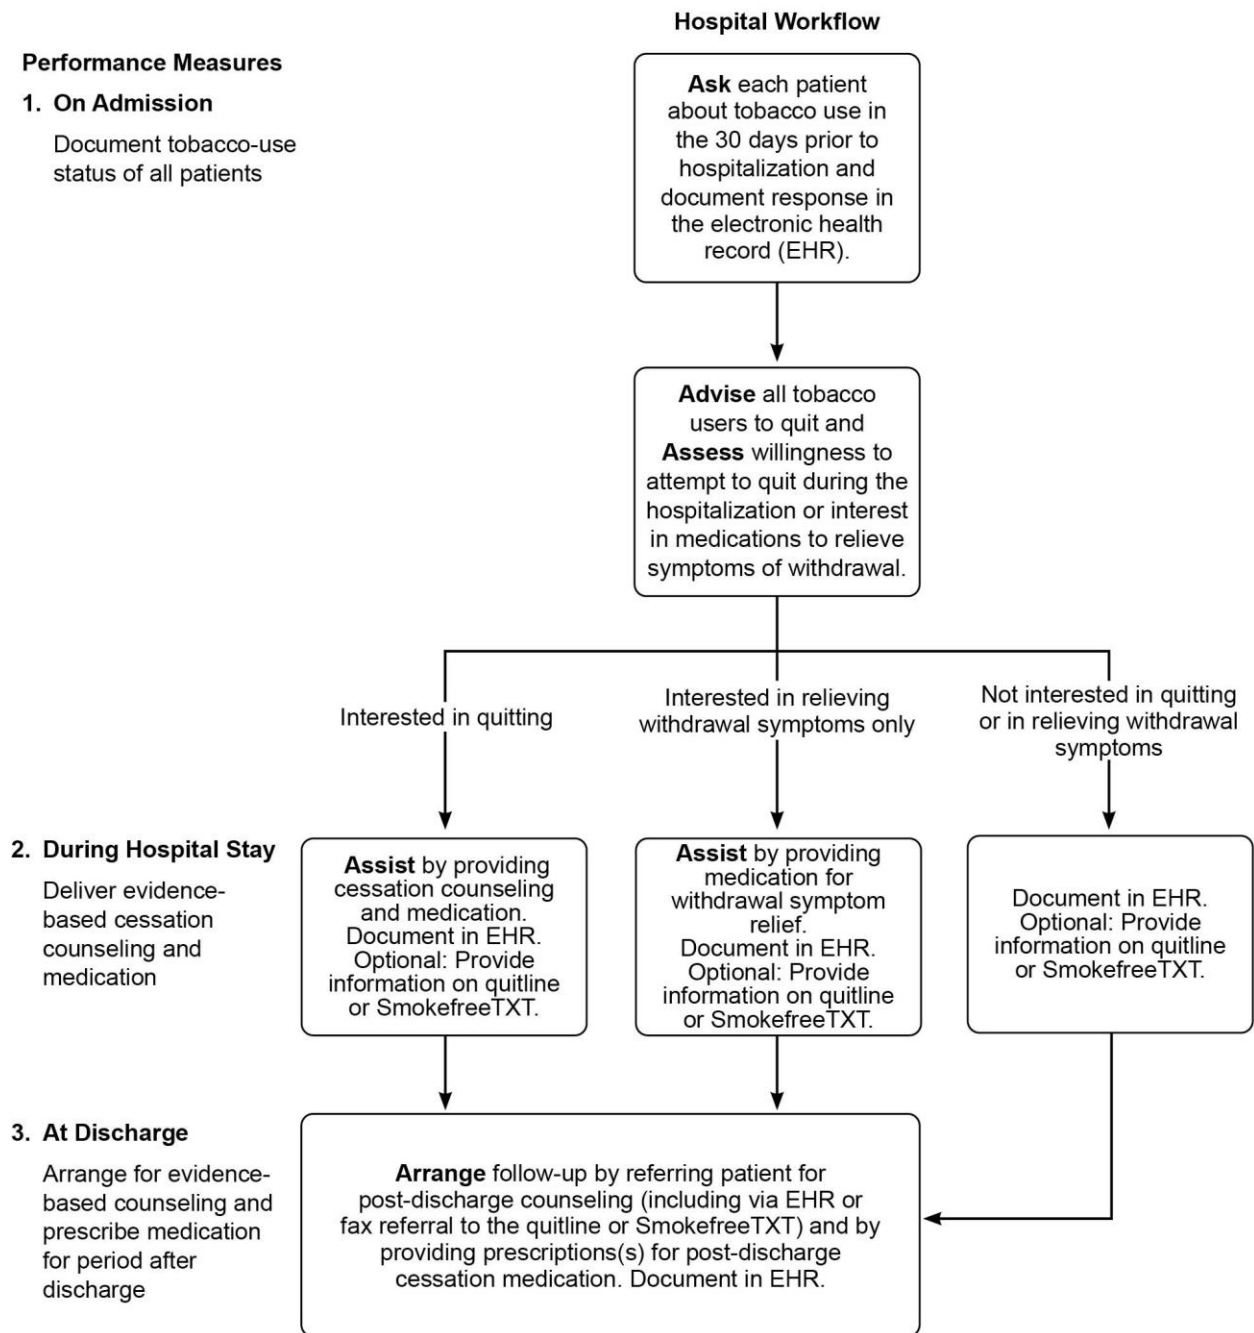 Hospital Workflow
Performance Measures
1. On Admission
Document tobacco-use
status of all patients
Ask each patient
about tobacco use in
the 30 days prior to
hospitalization and
document response in
the electronic health
record (EHR).
Advise all tobacco
users to quit and
Assess willingness to
attempt to quit during the
hospitalization or interest
in medications to relieve
symptoms of withdrawal.
Interested in quitting
Interested in relieving
withdrawal symptoms only
Not interested in quitting
or in relieving withdrawal
symptoms
2. During Hospital Stay
Deliver evidence-
based cessation
counseling and
medication
Assist by providing
cessation counseling
and medication.
Document in EHR.
Optional: Provide
information on quitline
or SmokefreeTXT.
Assist by providing
medication for
withdrawal symptom
relief.
Document in EHR.
Optional: Provide
information on quitline
or SmokefreeTXT.
Document in EHR.
Optional: Provide
information on quitline
or SmokefreeTXT.
3. At Discharge
Arrange for evidence-
based counseling and
prescribe medication
for period after
discharge
Arrange follow-up by referring patient for
post-discharge counseling (including via EHR or
fax referral to the quitline or SmokefreeTXT) and by
providing prescriptions(s) for post-discharge
cessation medication. Document in EHR.